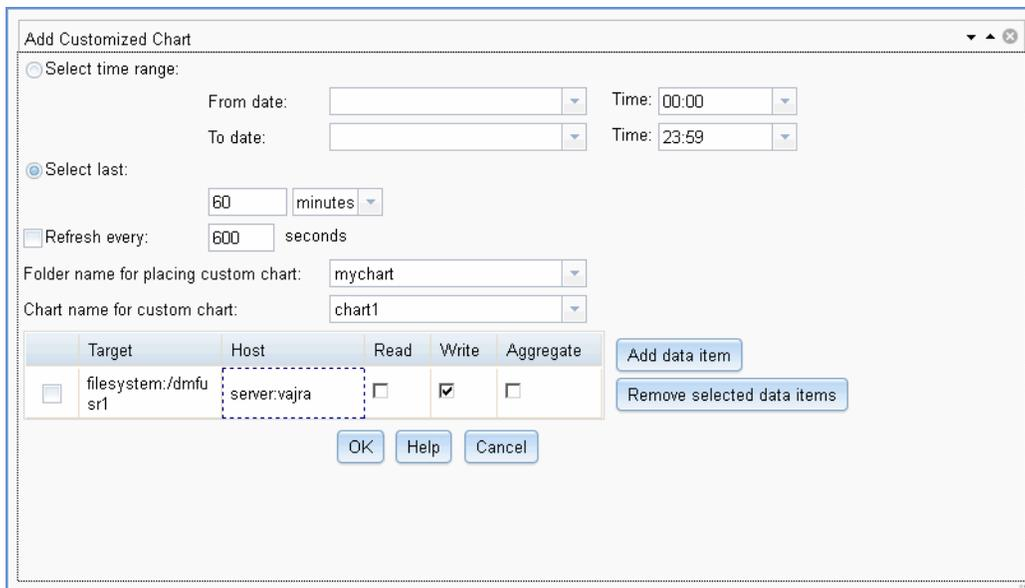 Add Customized Chart
Select time range:
From date: Time: 00:00
To date: Time: 23:59
Select last:
60 minutes
Refresh every: 600 seconds
Folder name for placing custom chart: mychart
Chart name for custom chart: chart1
Target Host Read Write Aggregate Add data item
filesystem:/dmfu
sr1 server:vajra Remove selected data items
OK Help Cancel